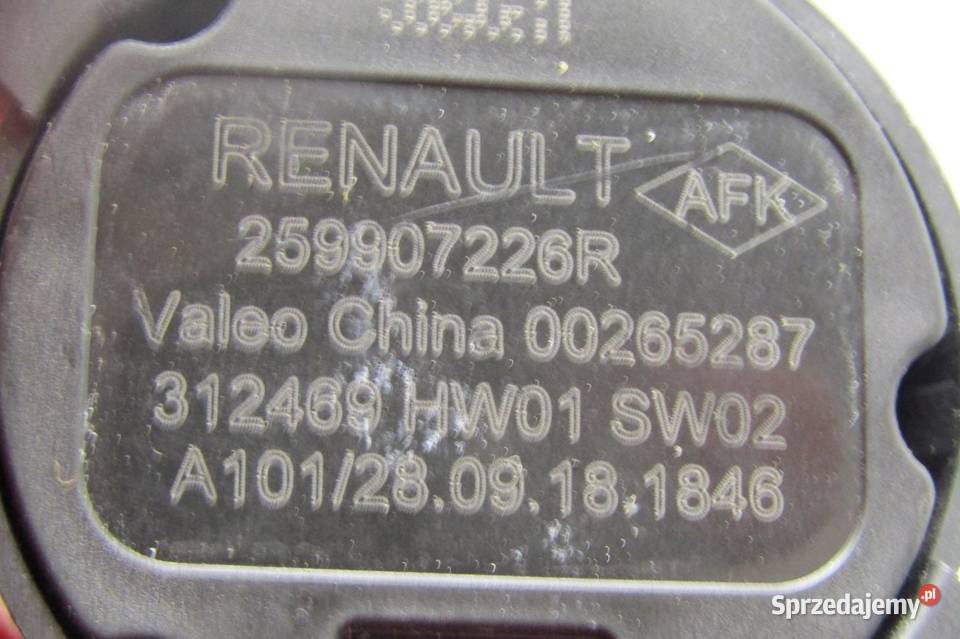 RENAULT AFK
259907226R
Valeo China 00265287
312469 HW01 SW02
A101/28.09.18.1846
Sprzedajemy.pl